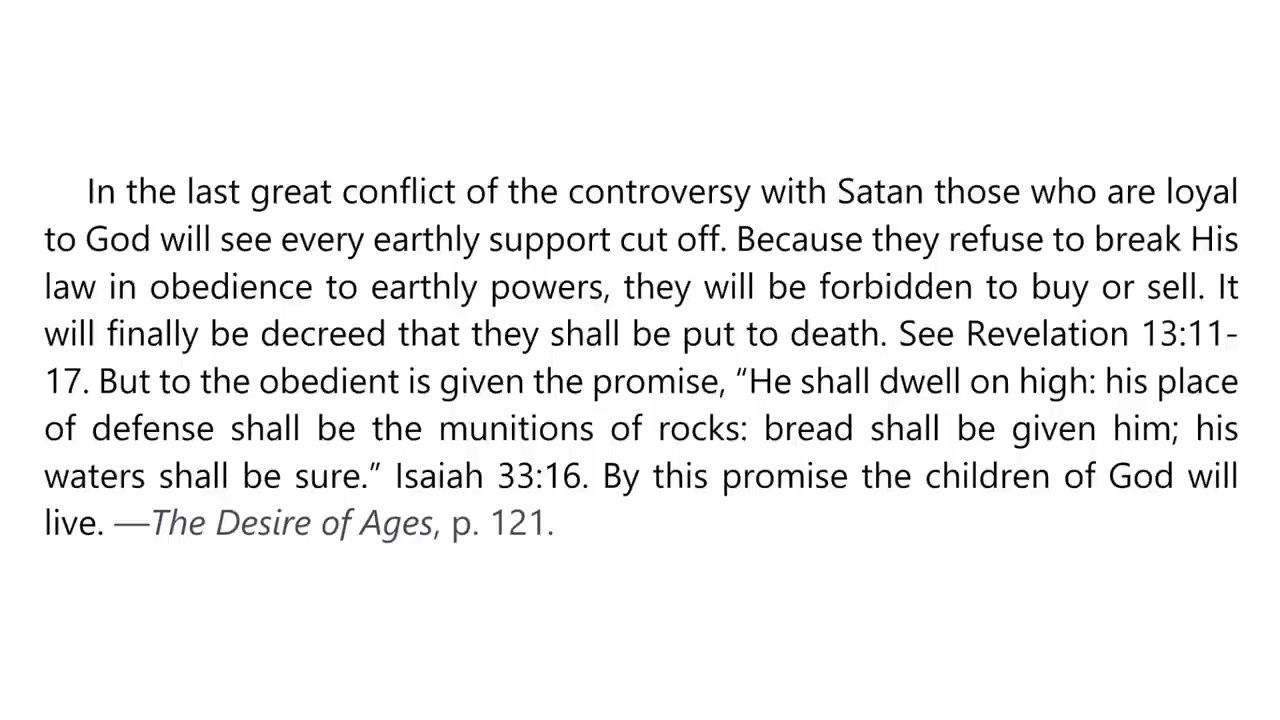 In the last great conflict of the controversy with Satan those who are loyal
to God will see every earthly support cut off. Because they refuse to break His
law in obedience to earthly powers, they will be forbidden to buy or sell. It
will finally be decreed that they shall be put to death. See Revelation 13:11-
17. But to the obedient is given the promise, “He shall dwell on high: his place
of defense shall be the munitions of rocks: bread shall be given him; his
waters shall be sure.” Isaiah 33:16. By this promise the children of God will
live. —The Desire of Ages, p. 121.